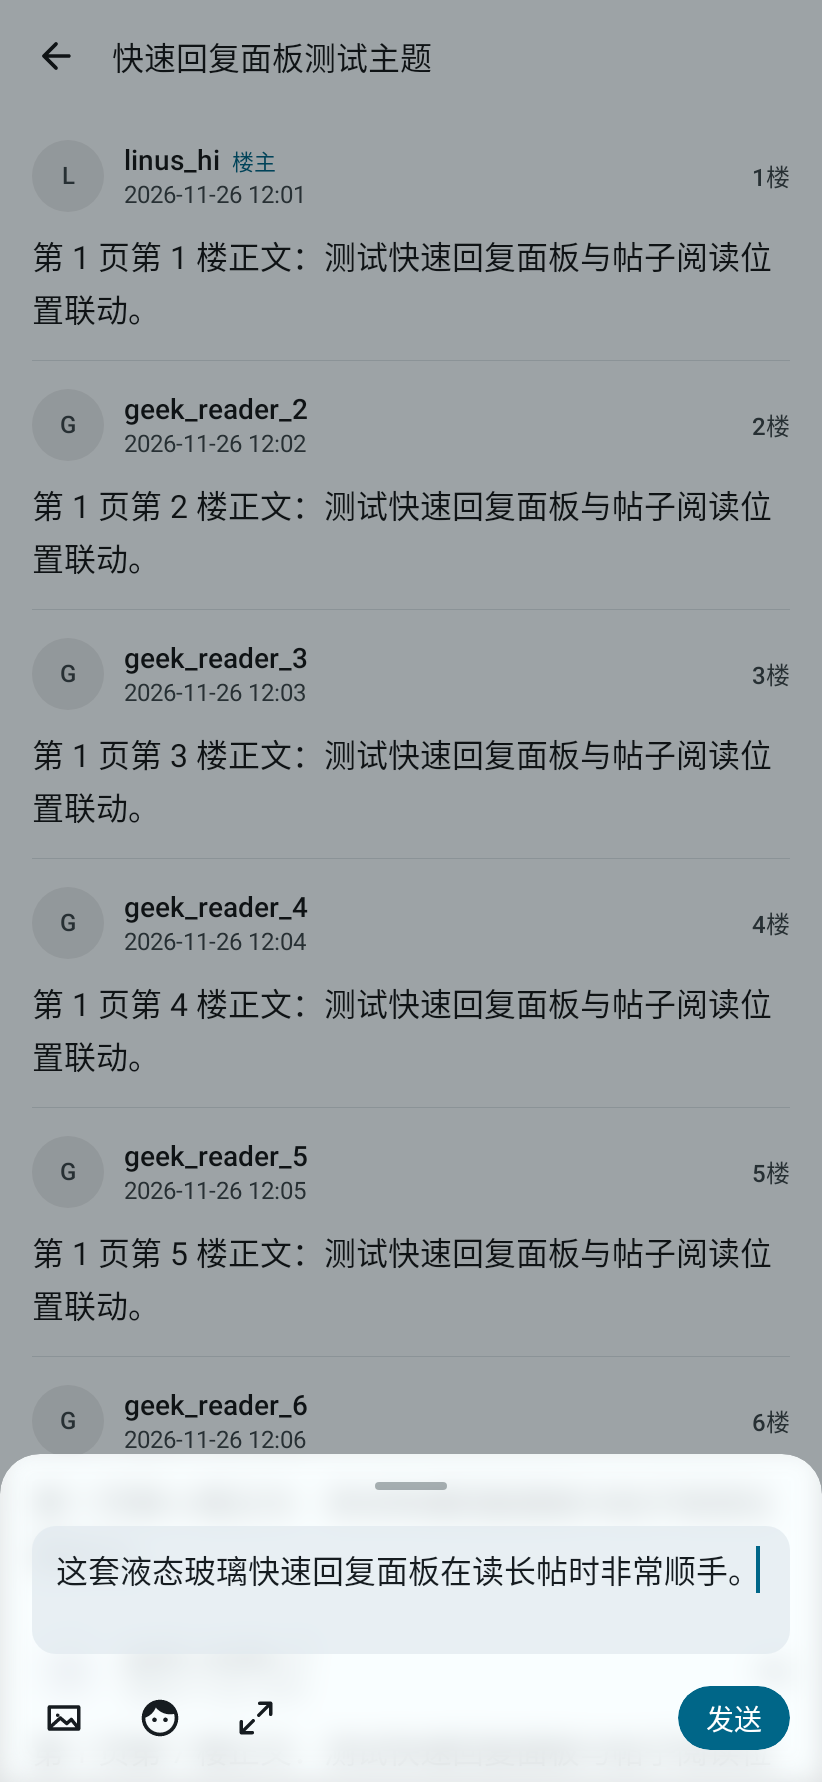 快速回复面板测试主题
L
linus_hi 楼主
2026-11-26 12:01
1楼
第 1 页第 1 楼正文：测试快速回复面板与帖子阅读位
置联动。
G
geek_reader_2
2026-11-26 12:02
2楼
第 1 页第 2 楼正文：测试快速回复面板与帖子阅读位
置联动。
G
geek_reader_3
2026-11-26 12:03
3楼
第 1 页第 3 楼正文：测试快速回复面板与帖子阅读位
置联动。
G
geek_reader_4
2026-11-26 12:04
4楼
第 1 页第 4 楼正文：测试快速回复面板与帖子阅读位
置联动。
G
geek_reader_5
2026-11-26 12:05
5楼
第 1 页第 5 楼正文：测试快速回复面板与帖子阅读位
置联动。
G
geek_reader_6
2026-11-26 12:06
6楼
这套液态玻璃快速回复面板在读长帖时非常顺手。
发送